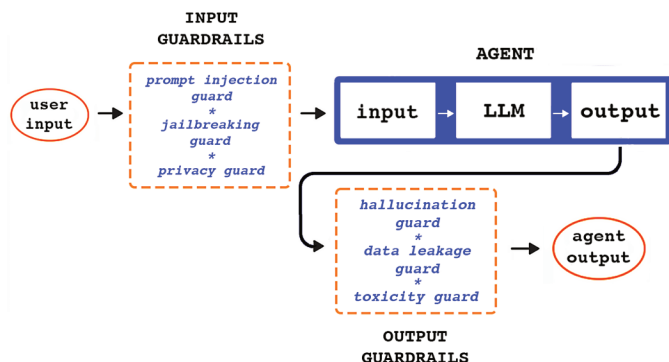 INPUT
GUARDRAILS
user
input
prompt injection
guard
*
jailbreaking
guard
*
privacy guard
AGENT
input
LLM
output
hallucination
guard
*
data leakage
guard
*
toxicity guard
agent
output
OUTPUT
GUARDRAILS